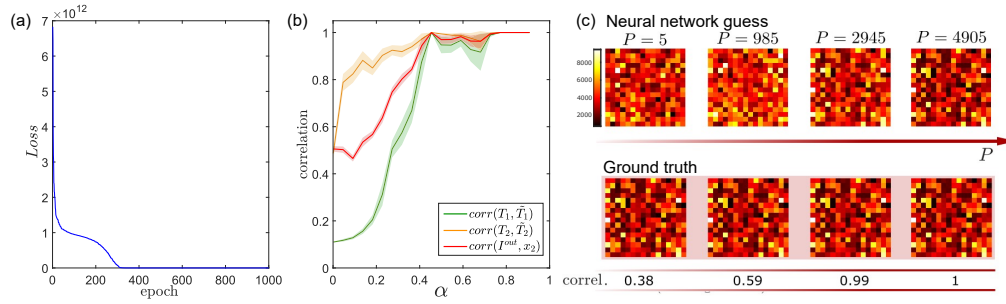 (a)
× 10^12
7
6
5
4
3
2
1
0
Loss
0 200 400 600 800 1000
epoch
(b)
1
0.8
0.6
0.4
0.2
0.1
correlation
0 0.2 0.4 0.6 0.8 1
α
corr(T₁, T̃₁)
corr(T₂, T̃₂)
corr(I^out, x₂)
(c)
Neural network guess
P = 5 P = 985 P = 2945 P = 4905
8000
6000
4000
2000
P
Ground truth
correl. 0.38 0.59 0.99 1